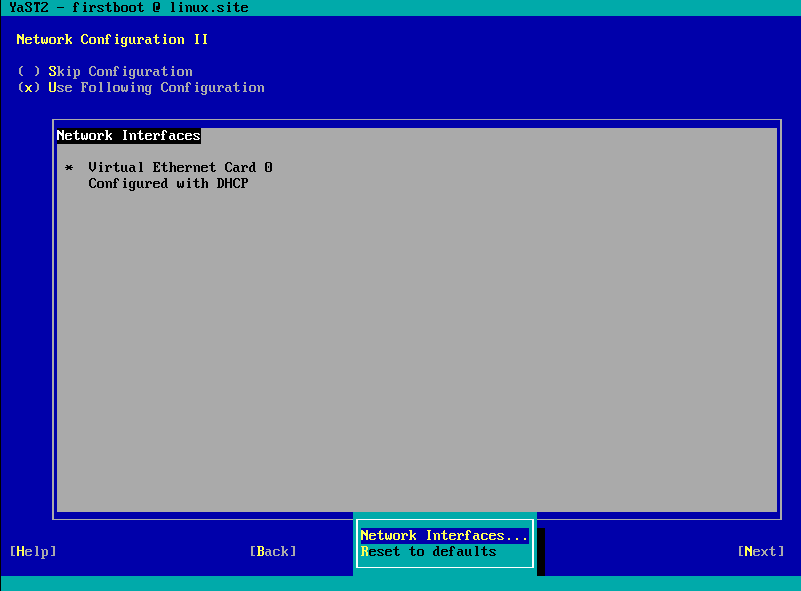 YaST2 - firstboot @ linux.site
Network Configuration II
( ) Skip Configuration
(x) Use Following Configuration
Network Interfaces
* Virtual Ethernet Card 0
Configured with DHCP
Network Interfaces...
Reset to defaults
[Help] [Back] [Next]